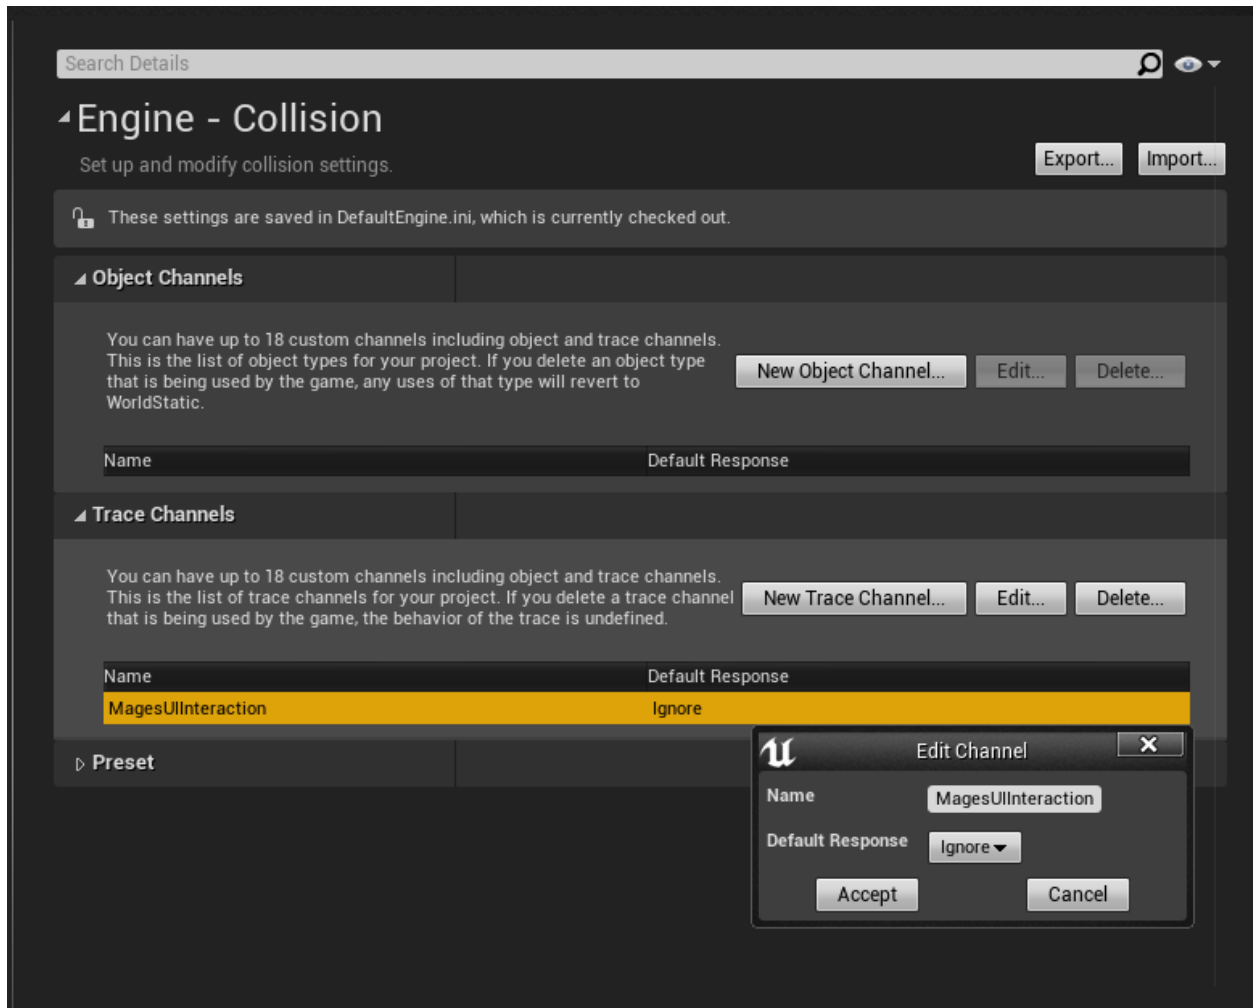 Search Details
Engine - Collision
Set up and modify collision settings.
Export...
Import...
These settings are saved in DefaultEngine.ini, which is currently checked out.
Object Channels
You can have up to 18 custom channels including object and trace channels.
This is the list of object types for your project. If you delete an object type
that is being used by the game, any uses of that type will revert to
WorldStatic.
New Object Channel...
Edit...
Delete...
Name
Default Response
Trace Channels
You can have up to 18 custom channels including object and trace channels.
This is the list of trace channels for your project. If you delete a trace channel
that is being used by the game, the behavior of the trace is undefined.
New Trace Channel...
Edit...
Delete...
Name
Default Response
MagesUIInteraction
Ignore
Preset
Edit Channel
Name
MagesUIInteraction
Default Response
Ignore
Accept
Cancel